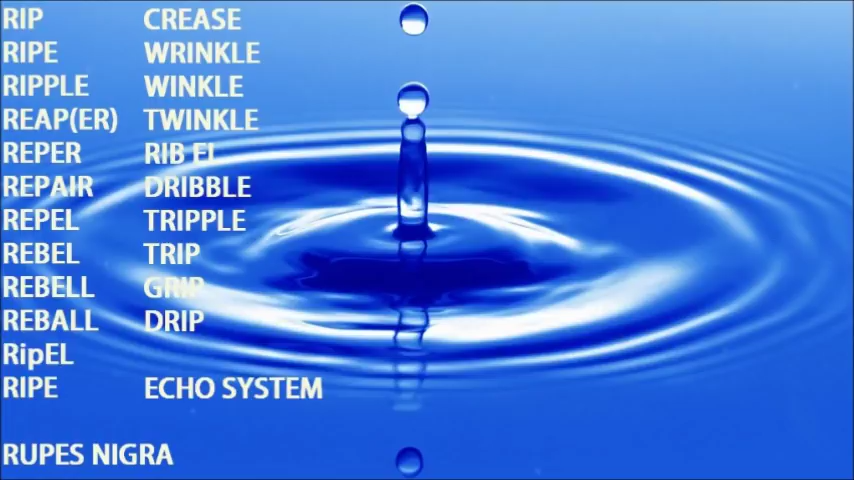 RIP CREASE
RIPE WRINKLE
RIPPLE WINKLE
REAP(ER) TWINKLE
REPER RIB EL
REPAIR DRIBBLE
REPEL TRIPPLE
REBEL TRIP
REBELL GRIP
REBALL DRIP
RipEL
RIPE ECHO SYSTEM
RUPES NIGRA